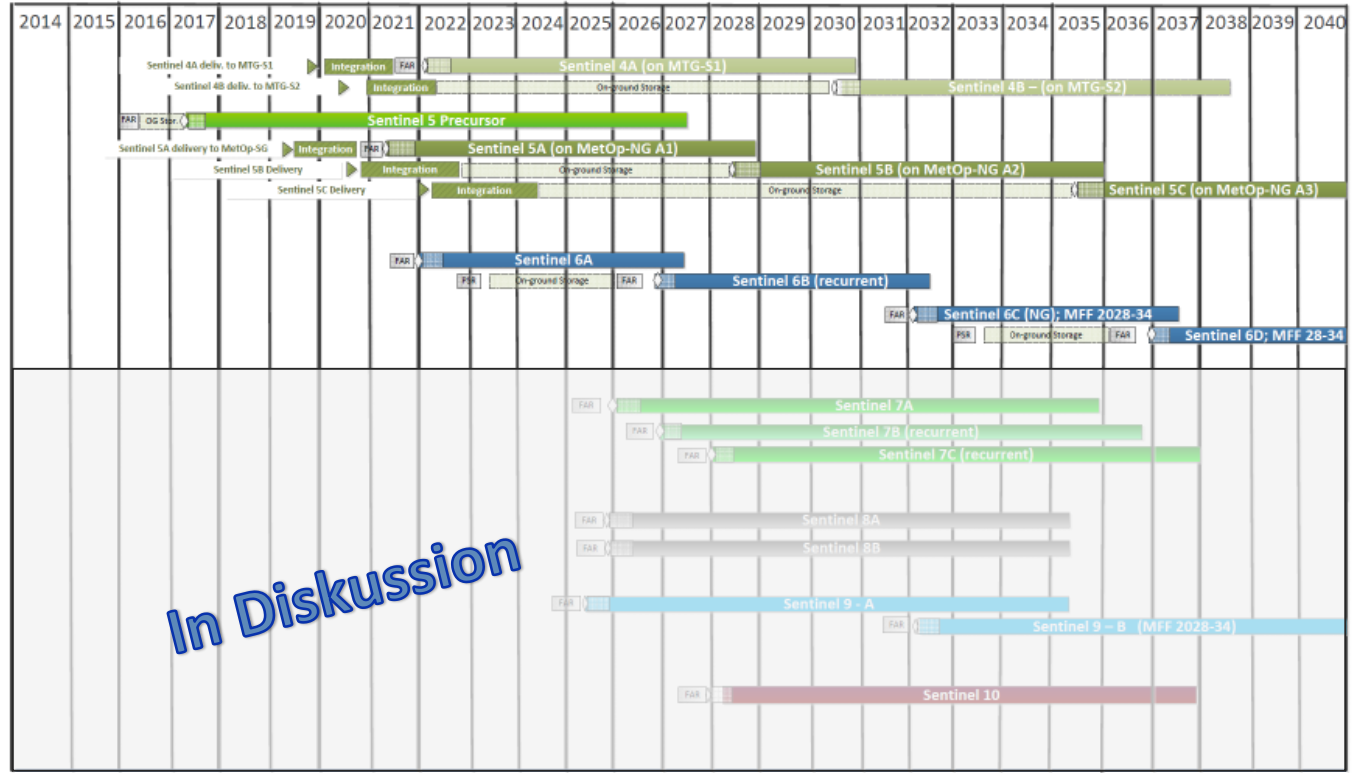 2014 2015 2016 2017 2018 2019 2020 2021 2022 2023 2024 2025 2026 2027 2028 2029 2030 2031 2032 2033 2034 2035 2036 2037 2038 2039 2040
Sentinel 4A deliv. to MTG-S1 Integration FAR Sentinel 4A (on MTG-S1)
Sentinel 4B deliv. to MTG-S2 Integration On-ground Storage Sentinel 4B – (on MTG-S2)
FAR OG Stor. Sentinel 5 Precursor
Sentinel 5A delivery to MetOp-SG Integration FAR Sentinel 5A (on MetOp-NG A1)
Sentinel 5B Delivery Integration On-ground Storage Sentinel 5B (on MetOp-NG A2)
Sentinel 5C Delivery Integration On-ground Storage Sentinel 5C (on MetOp-NG A3)
FAR Sentinel 6A
PSR On-ground Storage FAR Sentinel 6B (recurrent)
FAR Sentinel 6C (NG); MFF 2028-34
PSR On-ground Storage FAR Sentinel 6D; MFF 28-34
FAR Sentinel 7A
FAR Sentinel 7B (recurrent)
FAR Sentinel 7C (recurrent)
FAR Sentinel 8A
FAR Sentinel 8B
In Diskussion
FAR Sentinel 9 - A
FAR Sentinel 9 – B (MFF 2028-34)
FAR Sentinel 10